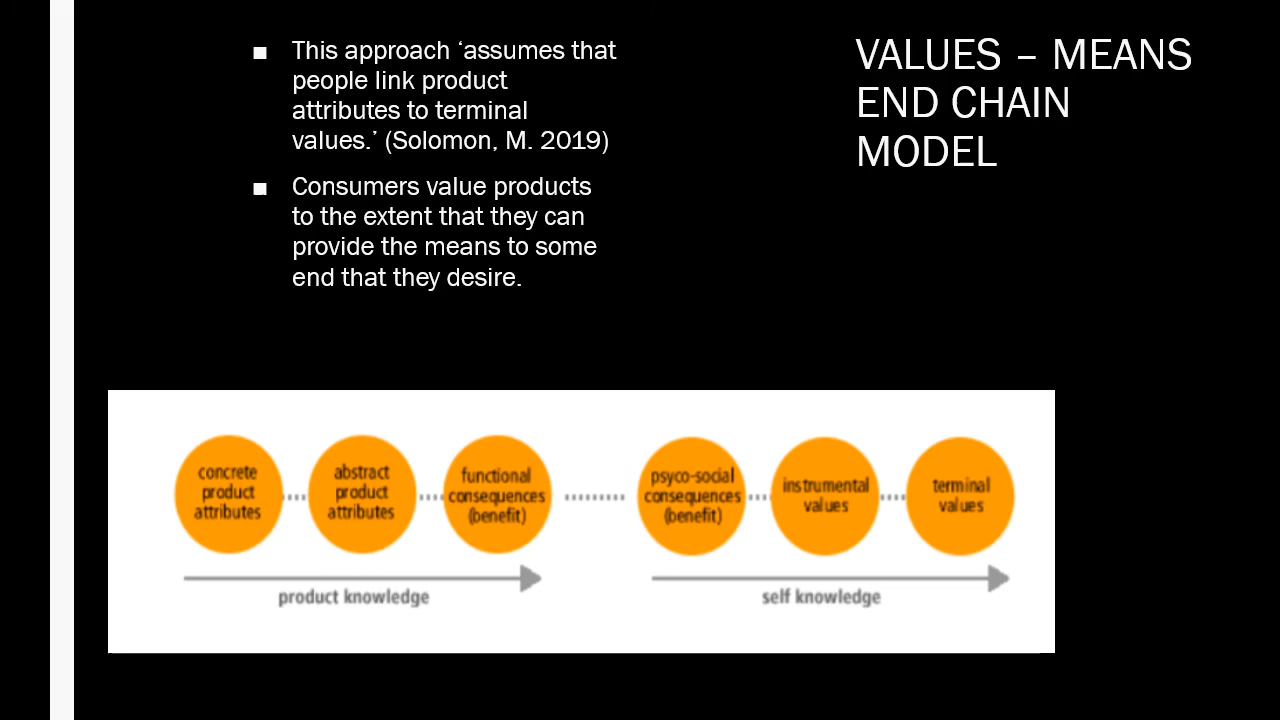 VALUES – MEANS
END CHAIN
MODEL
■ This approach ‘assumes that
people link product
attributes to terminal
values.’ (Solomon, M. 2019)
■ Consumers value products
to the extent that they can
provide the means to some
end that they desire.
concrete
product
attributes
abstract
product
attributes
functional
consequences
(benefit)
psyco-social
consequences
(benefit)
instrumental
values
terminal
values
product knowledge
self knowledge